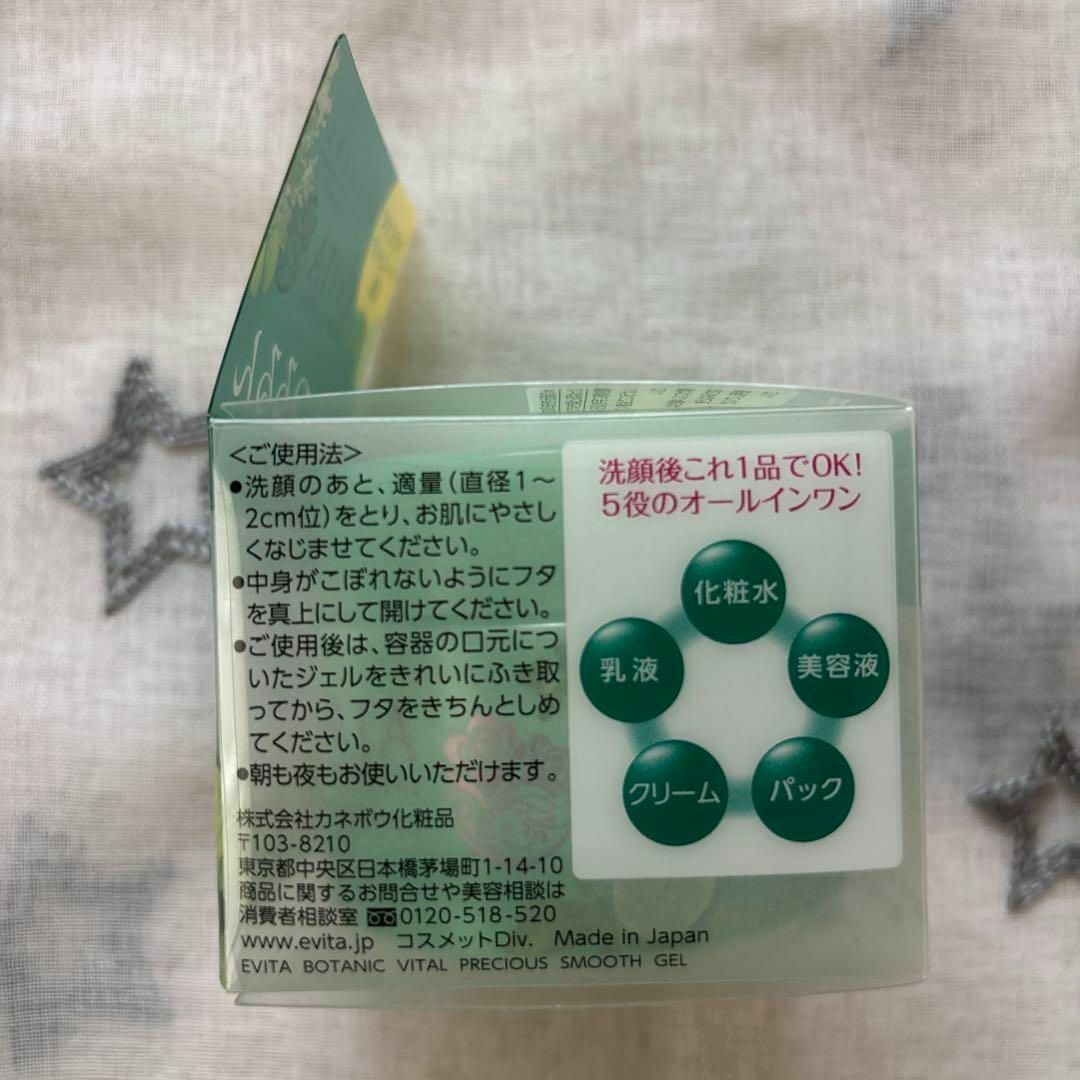 <ご使用法>
●洗顔のあと、適量(直径1〜
2cm位)をとり、お肌にやさし
くなじませてください。
●中身がこぼれないようにフタ
を真上にして開けてください。
●ご使用後は、容器の口元につ
いたジェルをきれいにふき取
ってから、フタをきちんとしめ
てください。
●朝も夜もお使いいただけます。
株式会社カネボウ化粧品
〒103-8210
東京都中央区日本橋茅場町1-14-10
商品に関するお問合せや美容相談は
消費者相談室 0120-518-520
www.evita.jp コスメットDiv. Made in Japan
EVITA BOTANIC VITAL PRECIOUS SMOOTH GEL
洗顔後これ1品でOK!
5役のオールインワン
化粧水
乳液
美容液
クリーム
パック